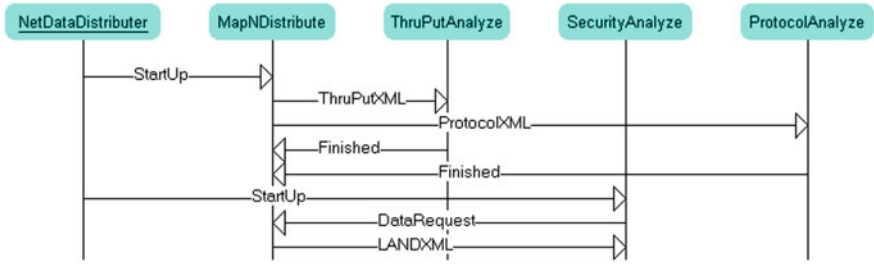 NetDataDistributer MapNDistribute ThruPutAnalyze SecurityAnalyze ProtocolAnalyze
StartUp
ThruPutXML
ProtocolXML
Finished
Finished
StartUp
DataRequest
LANDXML